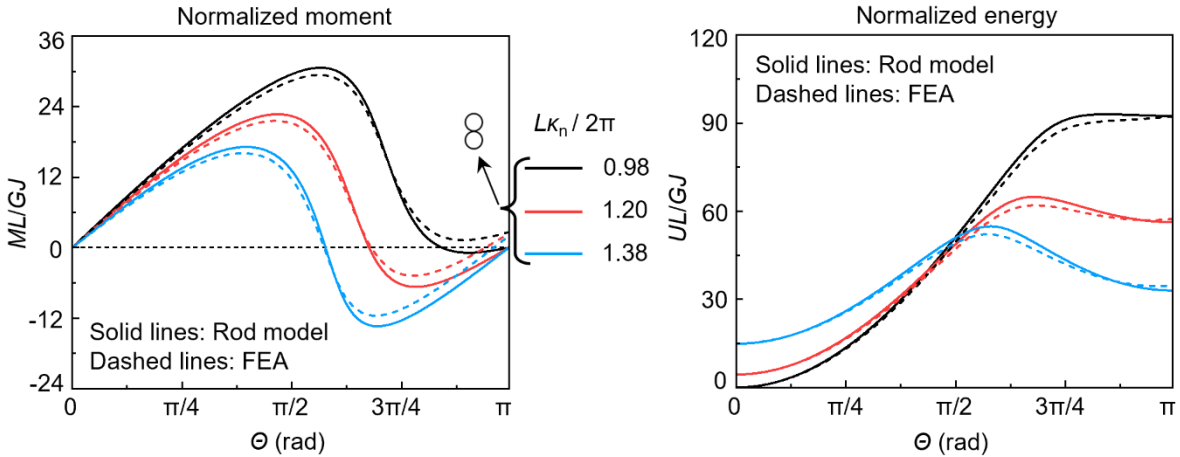 Normalized moment
36
24
12
0
-12
-24
ML/GJ
Solid lines: Rod model
Dashed lines: FEA
0
π/4
π/2
3π/4
π
Θ (rad)
Lκn / 2π
0.98
1.20
1.38
Normalized energy
120
90
60
30
0
UL/GJ
Solid lines: Rod model
Dashed lines: FEA
0
π/4
π/2
3π/4
π
Θ (rad)